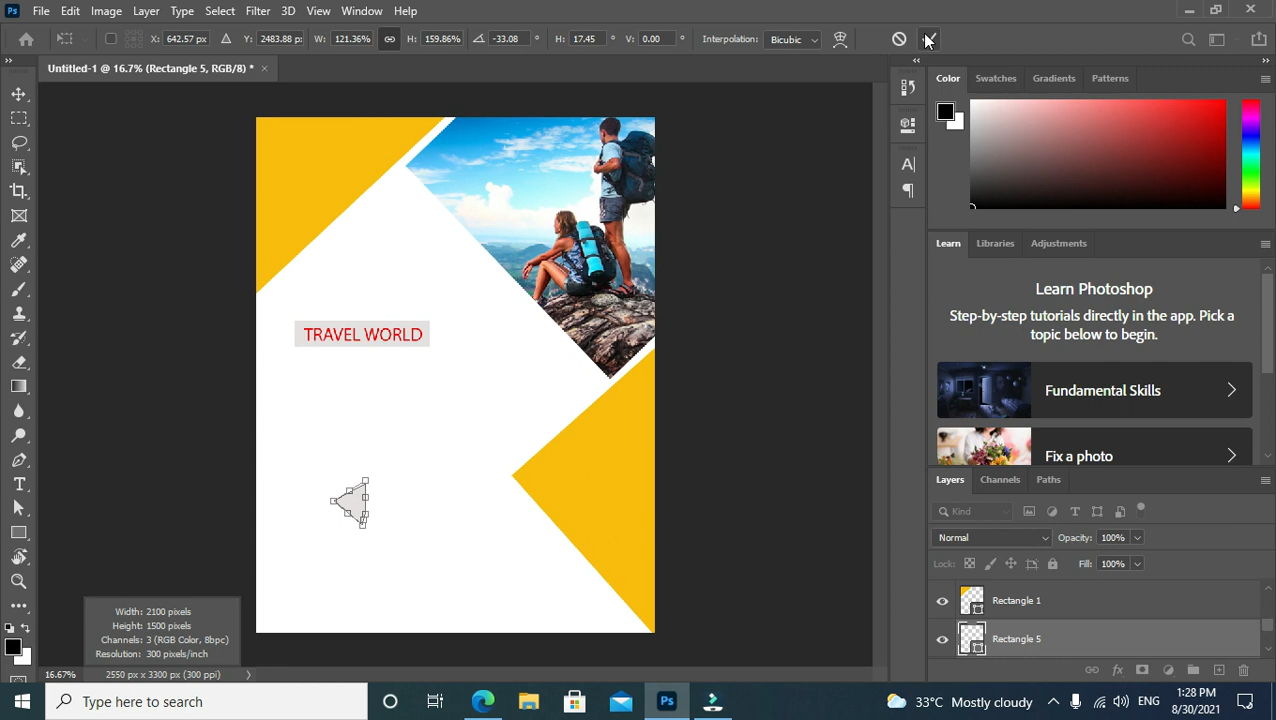 Ps File Edit Image Layer Type Select Filter 3D View Window Help
X: 642.57 px Y: 2483.88 px W: 121.36% H: 159.86% -33.08 ° H: 17.45 ° V: 0.00 ° Interpolation: Bicubic
Untitled-1 @ 16.7% (Rectangle 5, RGB/8) * ×
Color Swatches Gradients Patterns
Learn Libraries Adjustments
Learn Photoshop
Step-by-step tutorials directly in the app. Pick a
topic below to begin.
Fundamental Skills
Fix a photo
TRAVEL WORLD
Layers Channels Paths
Kind
Normal Opacity: 100%
Lock: Fill: 100%
Rectangle 1
Rectangle 5
Width: 2100 pixels
Height: 1500 pixels
Channels: 3 (RGB Color, 8bpc)
Resolution: 300 pixels/inch
16.67% 2550 px x 3300 px (300 ppi)
Type here to search
Ps
33°C Mostly cloudy
ENG
1:28 PM
8/30/2021